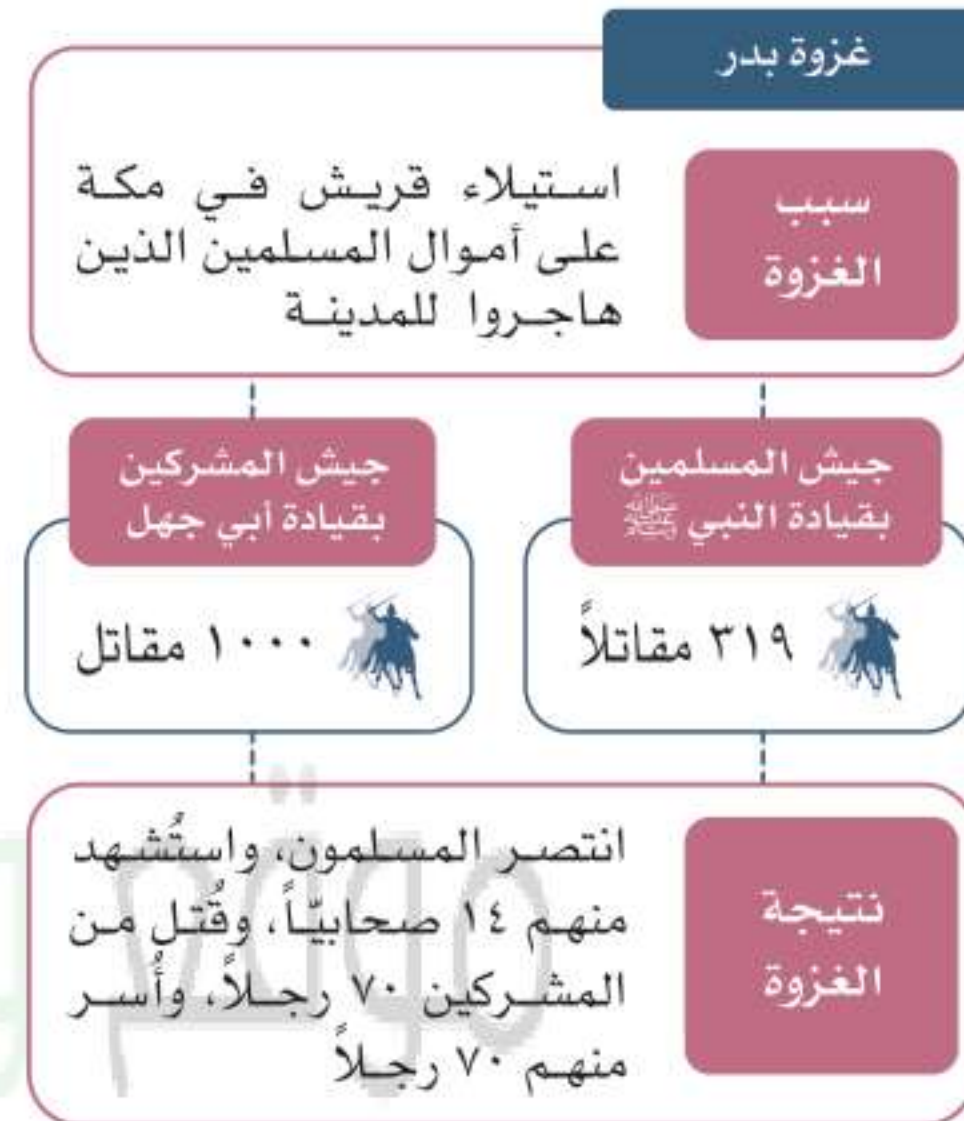 غزوة بدر
سبب
الغزوة
استيلاء قريش في مكة
على أموال المسلمين الذين
هاجروا للمدينة
جيش المسلمين
بقيادة النبي ﷺ
٣١٩ مقاتلاً
جيش المشركين
بقيادة أبي جهل
١٠٠٠ مقاتل
نتيجة
الغزوة
انتصر المسلمون، واستُشهد
منهم ١٤ صحابيّاً، وقُتل من
المشركين ٧٠ رجلاً، وأُسر
منهم ٧٠ رجلاً